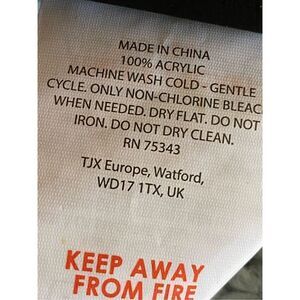 MADE IN CHINA
100% ACRYLIC
MACHINE WASH COLD - GENTLE
CYCLE. ONLY NON-CHLORINE BLEAC
WHEN NEEDED. DRY FLAT. DO NOT
IRON. DO NOT DRY CLEAN.
RN 75343
TJX Europe, Watford,
WD17 1TX, UK
KEEP AWAY
FROM FIRE